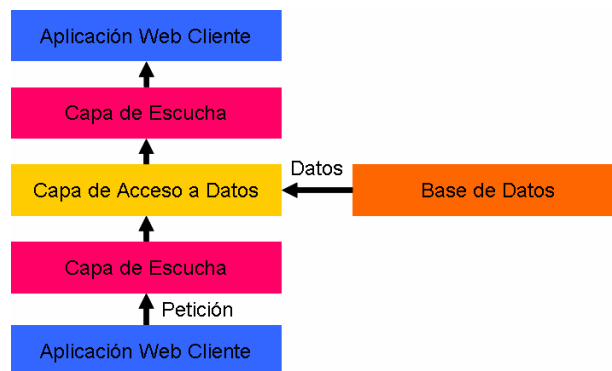 Aplicación Web Cliente
Capa de Escucha
Datos
Capa de Acceso a Datos
Base de Datos
Capa de Escucha
Petición
Aplicación Web Cliente